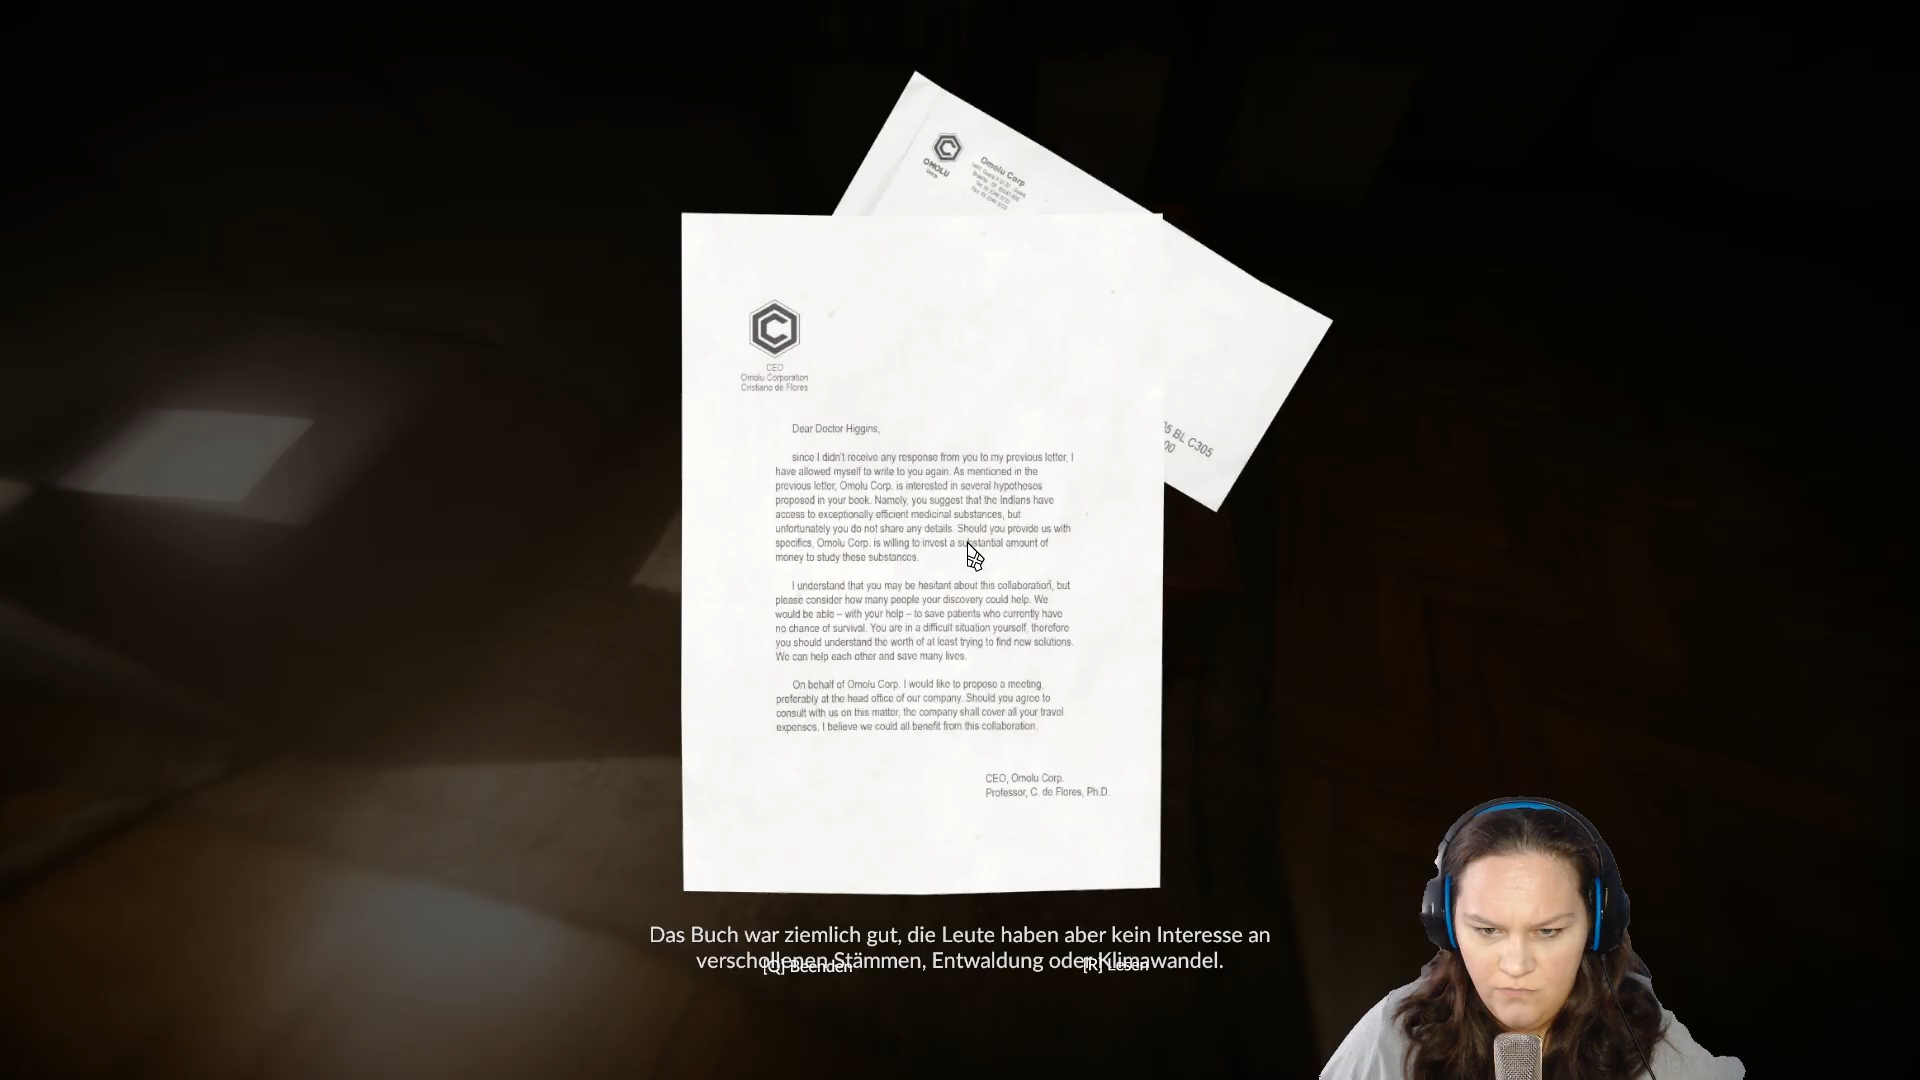 OMOLU
Omolu Corp
CEO
Omolu Corporation
Cristiano de Flores
Dear Doctor Higgins,
since I didn't receive any response from you to my previous letter, I
have allowed myself to write to you again. As mentioned in the
previous letter, Omolu Corp. is interested in several hypotheses
proposed in your book. Namely, you suggest that the Indians have
access to exceptionally efficient medicinal substances, but
unfortunately you do not share any details. Should you provide us with
specifics, Omolu Corp. is willing to invest a substantial amount of
money to study these substances.
I understand that you may be hesitant about this collaboration, but
please consider how many people your discovery could help. We
would be able – with your help – to save patients who currently have
no chance of survival. You are in a difficult situation yourself, therefore
you should understand the worth of at least trying to find new solutions.
We can help each other and save many lives.
On behalf of Omolu Corp. I would like to propose a meeting,
preferably at the head office of our company. Should you agree to
consult with us on this matter, the company shall cover all your travel
expenses. I believe we could all benefit from this collaboration.
CEO, Omolu Corp.
Professor, C. de Flores, Ph.D.
BL C305
00
Das Buch war ziemlich gut, die Leute haben aber kein Interesse an
verschollenen Stämmen, Entwaldung oder Klimawandel.
[Q] Beenden
[R] Lesen